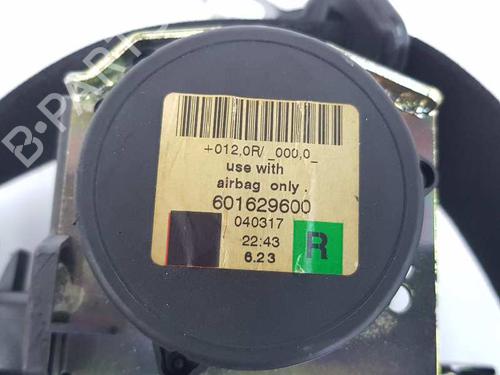 B-PARTS
+012,0R/_000,0_
use with
airbag only .
601629600
040317
22:43
6.23
R